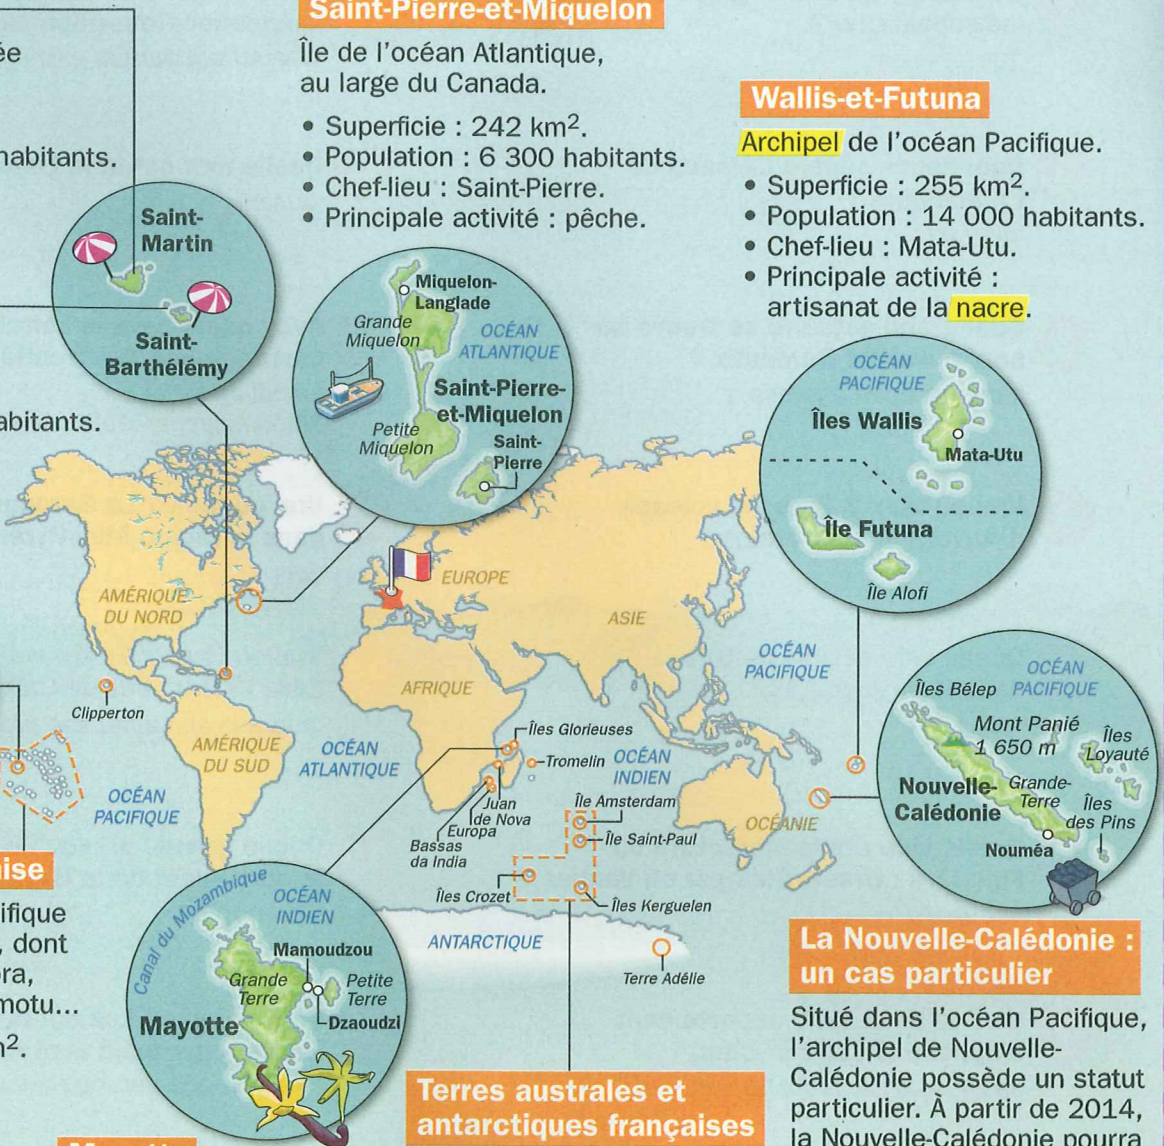 Saint-Pierre-et-Miquelon
Île de l'océan Atlantique,
au large du Canada.
• Superficie : 242 km².
• Population : 6 300 habitants.
• Chef-lieu : Saint-Pierre.
• Principale activité : pêche.
Wallis-et-Futuna
Archipel de l'océan Pacifique.
• Superficie : 255 km².
• Population : 14 000 habitants.
• Chef-lieu : Mata-Utu.
• Principale activité :
artisanat de la nacre.
habitants.
abitants.
Saint-
Martin
Saint-
Barthélémy
Miquelon-
Langlade
Grande
Miquelon
OCÉAN
ATLANTIQUE
Saint-Pierre-
et-Miquelon
Petite
Miquelon
Saint-
Pierre
OCÉAN
PACIFIQUE
Îles Wallis
Mata-Utu
Île Futuna
Île Alofi
AMÉRIQUE
DU NORD
EUROPE
ASIE
OCÉAN
PACIFIQUE
AFRIQUE
Clipperton
AMÉRIQUE
DU SUD
OCÉAN
ATLANTIQUE
OCÉAN
PACIFIQUE
Îles Glorieuses
Tromelin
OCÉAN
INDIEN
Juan
de Nova
Europa
Bassas
da India
Île Amsterdam
Île Saint-Paul
Îles Crozet
Îles Kerguelen
OCÉANIE
ANTARCTIQUE
Terre Adélie
Îles Bélep
OCÉAN
PACIFIQUE
Mont Panié
1 650 m
Îles
Loyauté
Nouvelle-
Calédonie
Grande-
Terre
Îles
des Pins
Nouméa
Canal du Mozambique
OCÉAN
INDIEN
Mamoudzou
Grande
Terre
Petite
Terre
Mayotte
Dzaoudzi
aise
ifique
, dont
ora,
motu...
m².
Terres australes et
antarctiques françaises
La Nouvelle-Calédonie :
un cas particulier
Situé dans l'océan Pacifique,
l'archipel de Nouvelle-
Calédonie possède un statut
particulier. À partir de 2014,
la Nouvelle-Calédonie pourra